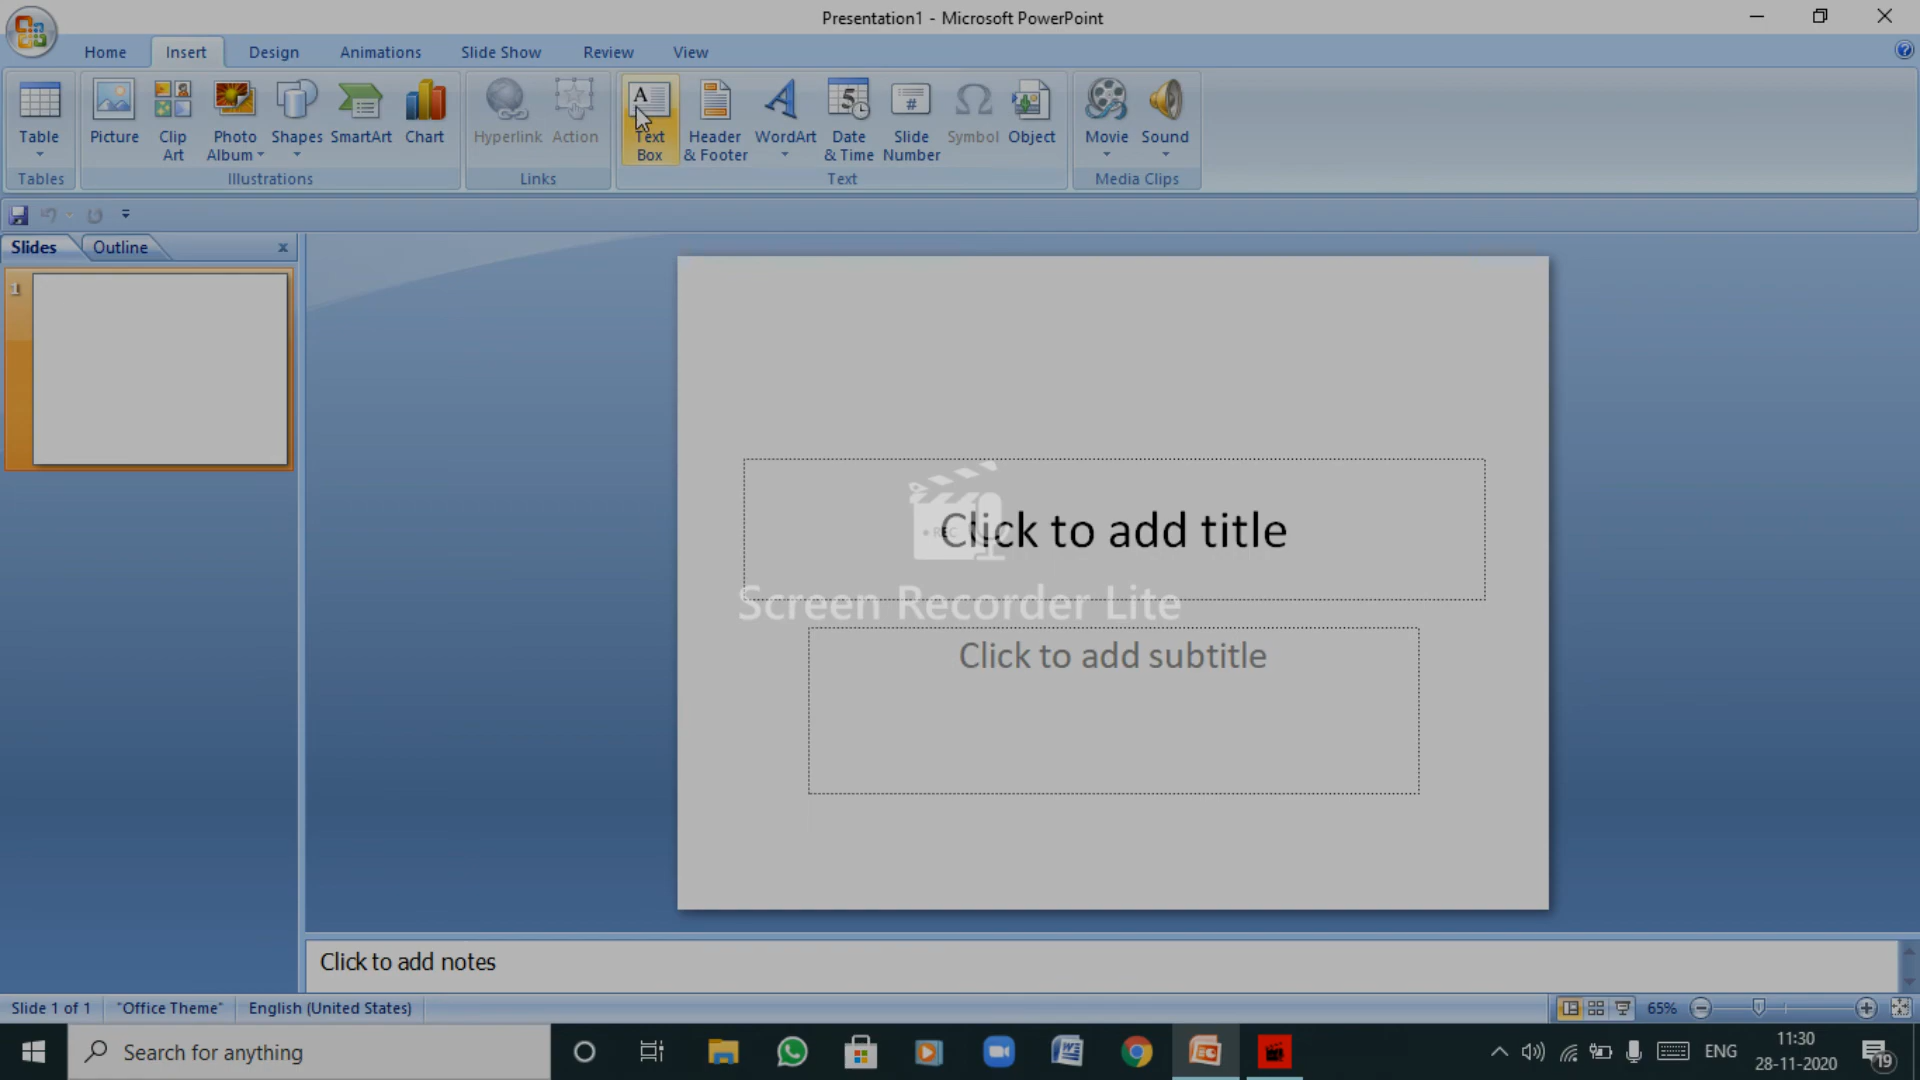 Presentation1 - Microsoft PowerPoint
Home Insert Design Animations Slide Show Review View
Table Picture Clip Art Photo Album Shapes SmartArt Chart Hyperlink Action Text Box Header & Footer WordArt Date & Time Slide Number Symbol Object Movie Sound
Tables Illustrations Links Text Media Clips
Slides Outline
1
Click to add title
REC
Screen Recorder Lite
Click to add subtitle
Click to add notes
Slide 1 of 1 "Office Theme" English (United States) 65%
Search for anything ENG 11:30
28-11-2020 19